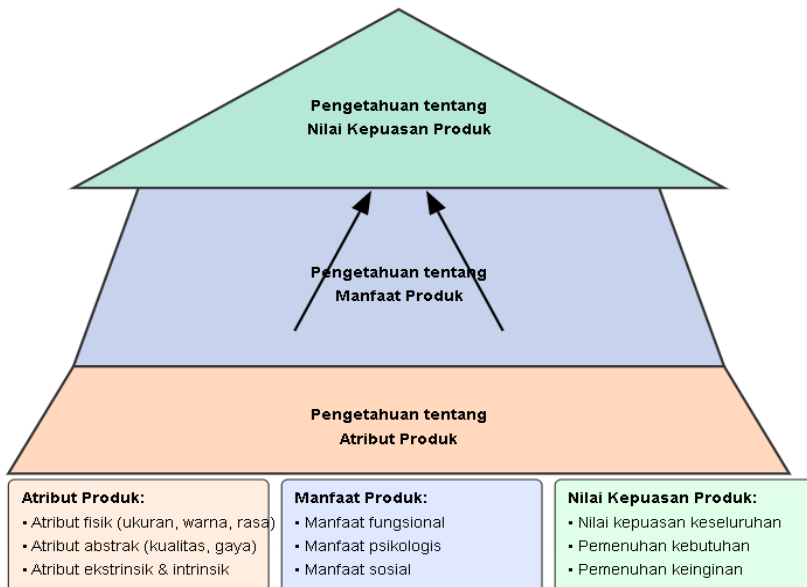 Pengetahuan tentang
Nilai Kepuasan Produk
Pengetahuan tentang
Manfaat Produk
Pengetahuan tentang
Atribut Produk
Atribut Produk:
▪ Atribut fisik (ukuran, warna, rasa)
▪ Atribut abstrak (kualitas, gaya)
▪ Atribut ekstrinsik & intrinsik
Manfaat Produk:
▪ Manfaat fungsional
▪ Manfaat psikologis
▪ Manfaat sosial
Nilai Kepuasan Produk:
▪ Nilai kepuasan keseluruhan
▪ Pemenuhan kebutuhan
▪ Pemenuhan keinginan